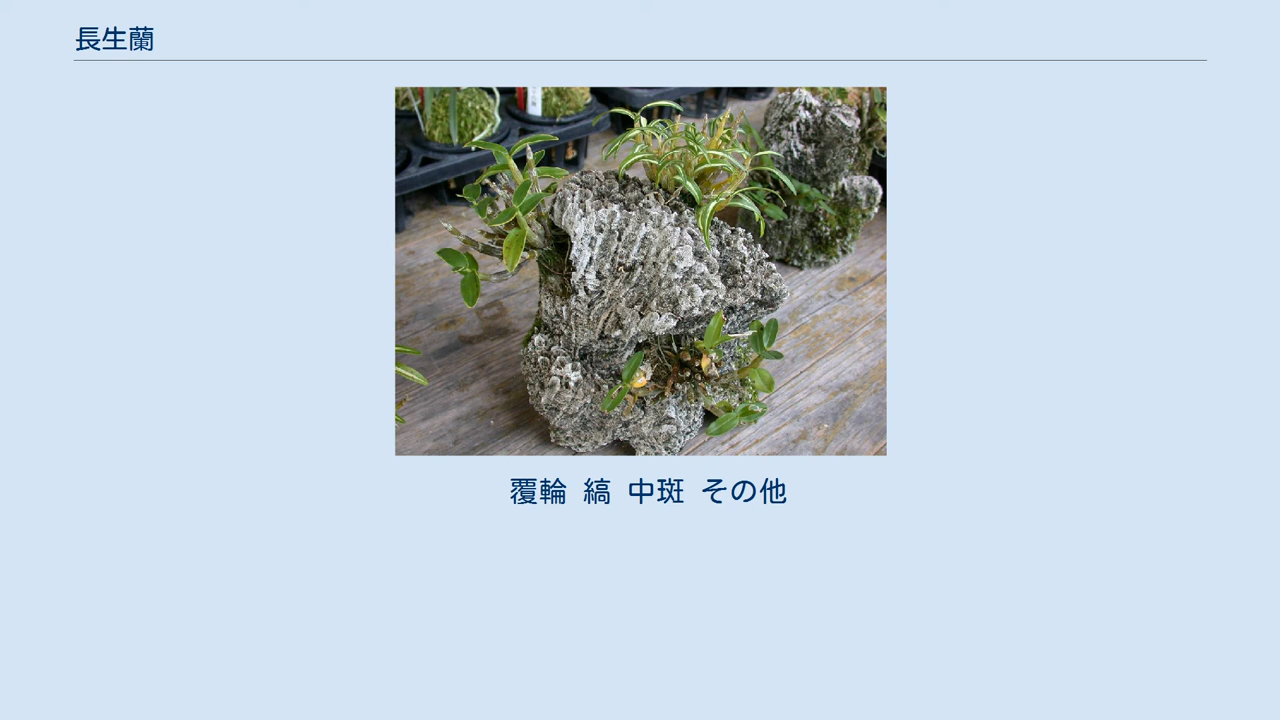 長生蘭
覆輪 縞 中斑 その他